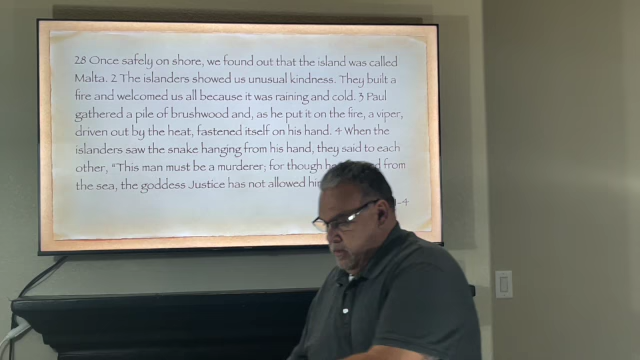 28 Once safely on shore, we found out that the island was called
Malta. 2 The islanders showed us unusual kindness. They built a
fire and welcomed us all because it was raining and cold. 3 Paul
gathered a pile of brushwood and, as he put it on the fire, a viper,
driven out by the heat, fastened itself on his hand. 4 When the
islanders saw the snake hanging from his hand, they said to each
other, "This man must be a murderer; for though from
the sea, the goddess Justice has not allowed
-4